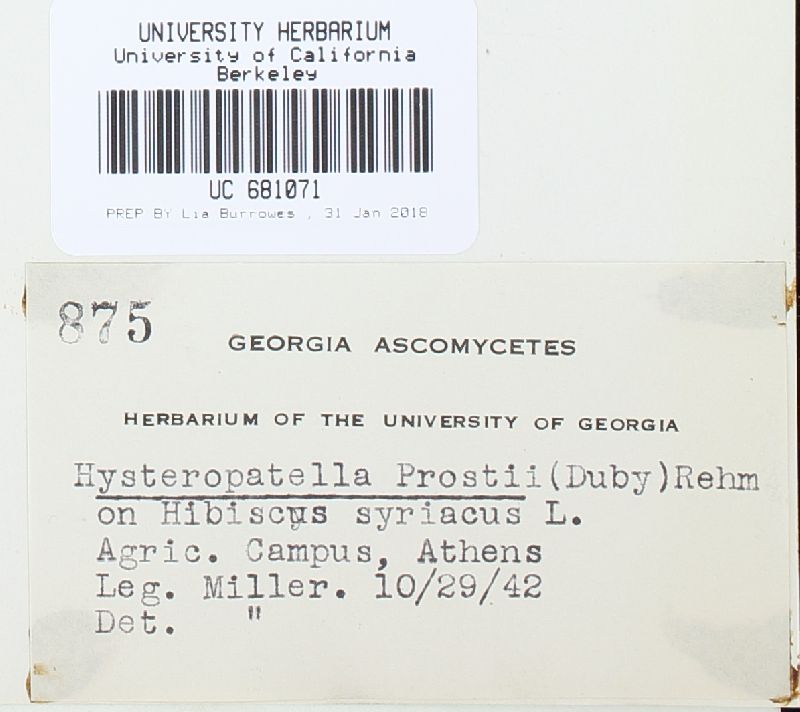 UNIVERSITY HERBARIUM
University of California
Berkeley
UC 681071
PREP BY Lia Burrowes , 31 Jan 2018
875
GEORGIA ASCOMYCETES
HERBARIUM OF THE UNIVERSITY OF GEORGIA
Hysteropatella Prostii(Duby)Rehm
on Hibiscus syriacus L.
Agric. Campus, Athens
Leg. Miller. 10/29/42
Det. "